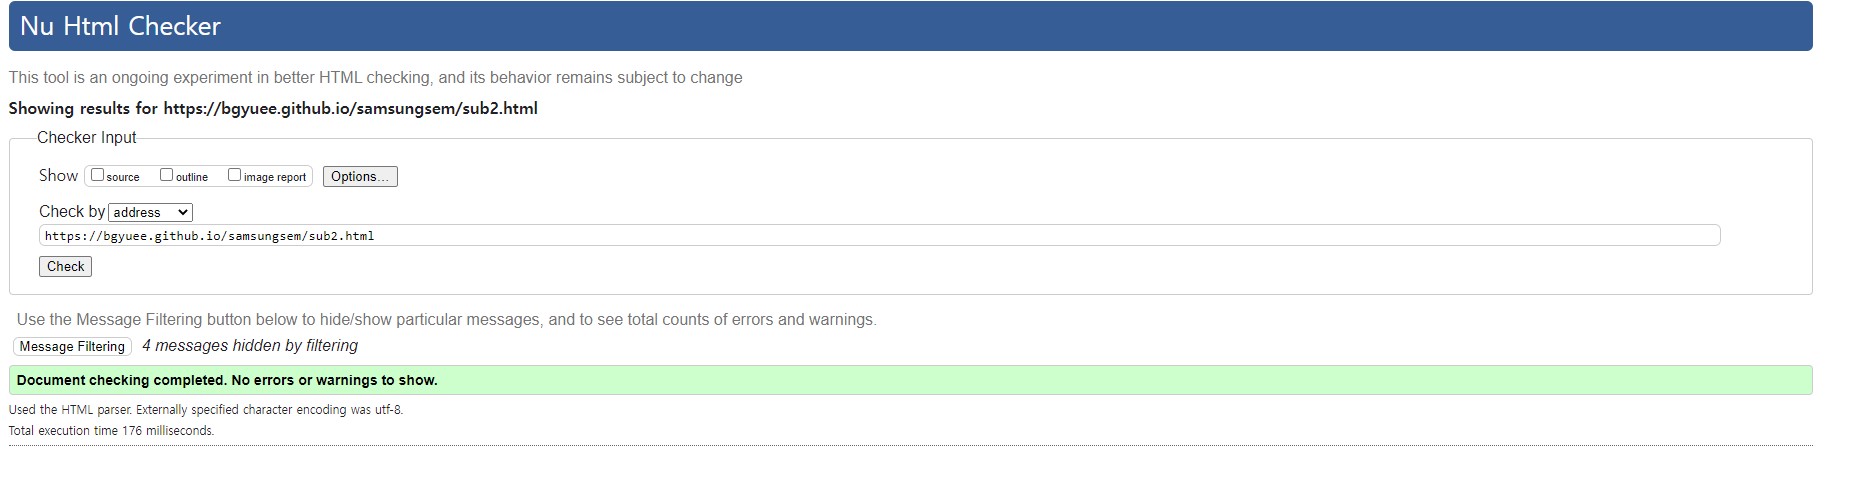 Nu Html Checker
This tool is an ongoing experiment in better HTML checking, and its behavior remains subject to change
Showing results for https://bgyuee.github.io/samsungsem/sub2.html
Checker Input
Show source outline image report Options...
Check by address
https://bgyuee.github.io/samsungsem/sub2.html
Check
Use the Message Filtering button below to hide/show particular messages, and to see total counts of errors and warnings.
Message Filtering 4 messages hidden by filtering
Document checking completed. No errors or warnings to show.
Used the HTML parser. Externally specified character encoding was utf-8.
Total execution time 176 milliseconds.